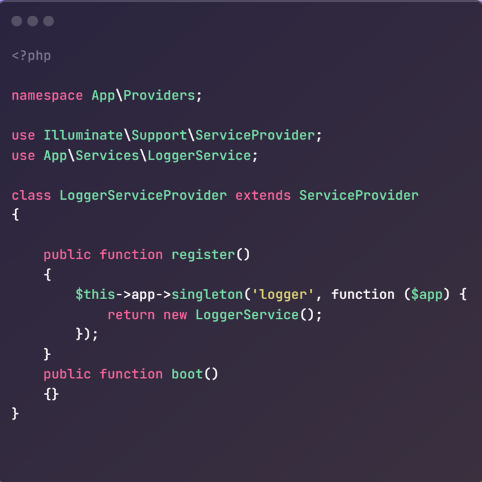 <?php
namespace App\Providers;
use Illuminate\Support\ServiceProvider;
use App\Services\LoggerService;
class LoggerServiceProvider extends ServiceProvider
{
    public function register()
    {
        $this->app->singleton('logger', function ($app) {
            return new LoggerService();
        });
    }
    public function boot()
    {}
}